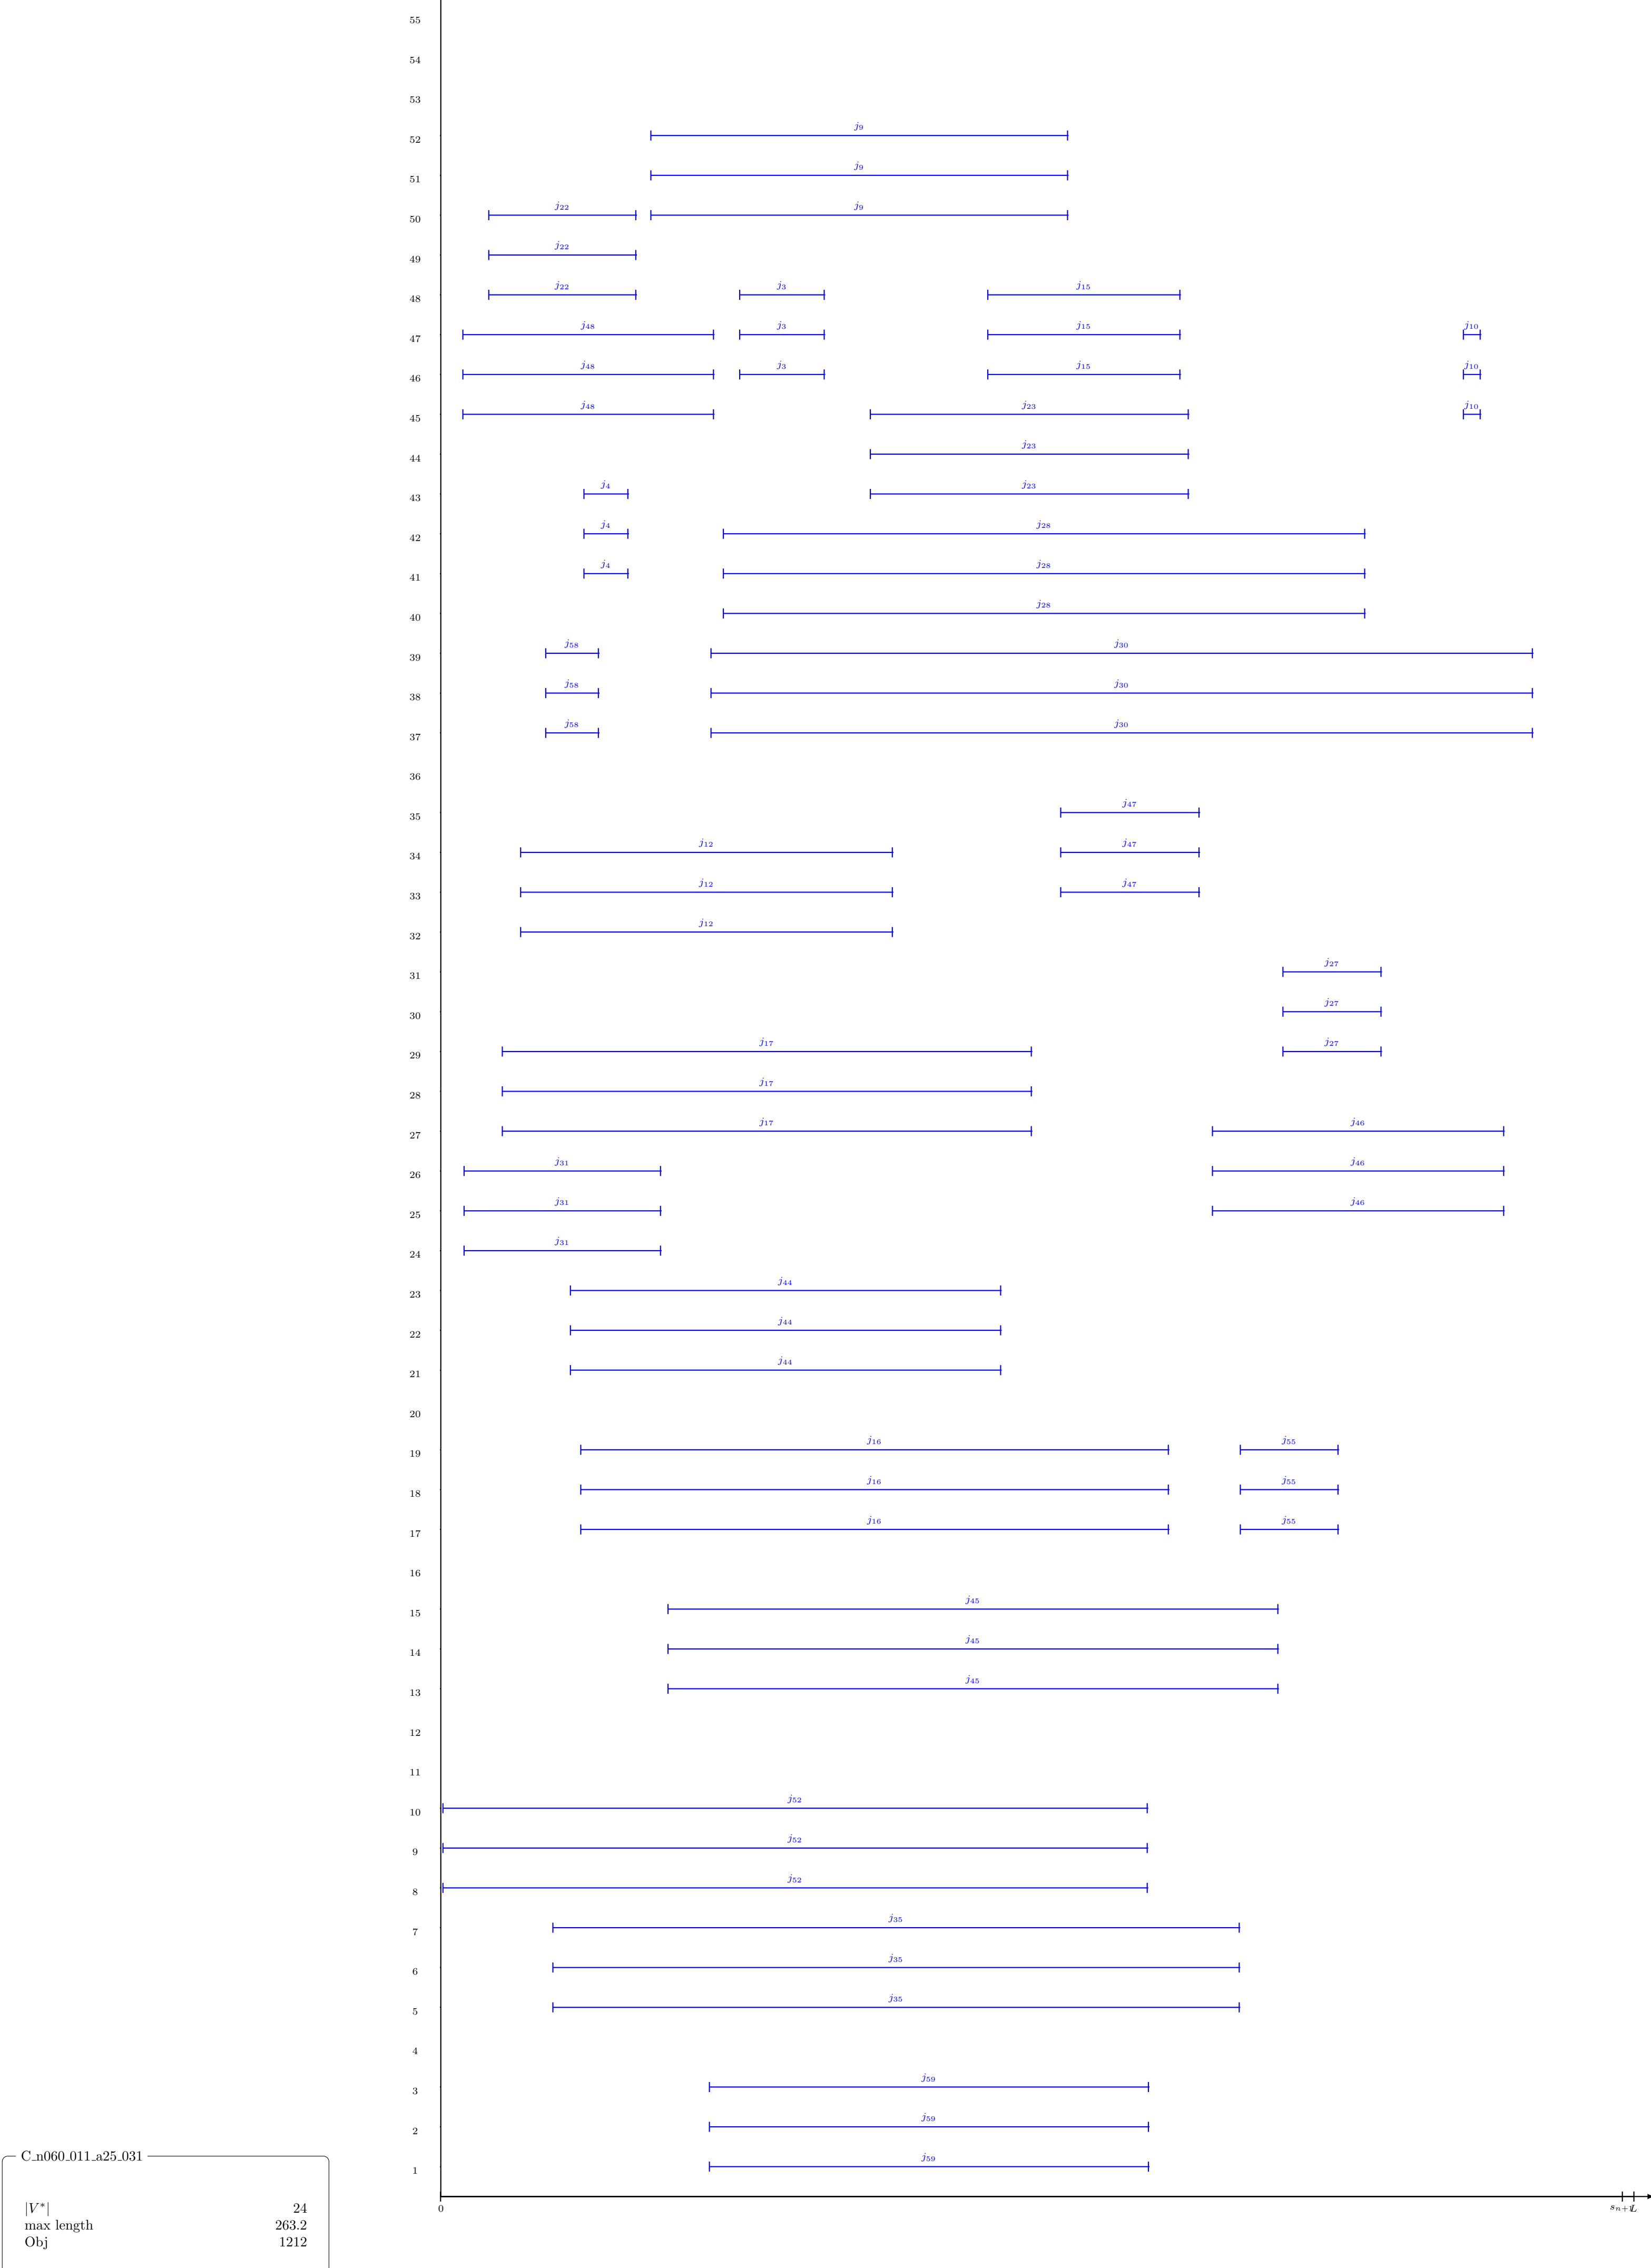 55
54
53
j9
52
j9
51
j22 j9
50
j22
49
j22 j3 j15
48
j48 j3 j15 j10
47
j48 j3 j15 j10
46
j48 j23 j10
45
j23
44
j4 j23
43
j4 j28
42
j4 j28
41
j28
40
j58 j30
39
j58 j30
38
j58 j30
37
36
j47
35
j12 j47
34
j12 j47
33
j12
32
j27
31
j27
30
j17 j27
29
j17
28
j17 j46
27
j31 j46
26
j31 j46
25
j31
24
j44
23
j44
22
j44
21
20
j16 j55
19
j16 j55
18
j16 j55
17
16
j45
15
j45
14
j45
13
12
11
j52
10
j52
9
j52
8
j35
7
j35
6
j35
5
4
j59
3
j59
2
j59
1
0 L
C_n060_011_a25_031
|V*| 24
max length 263.2
Obj 1212